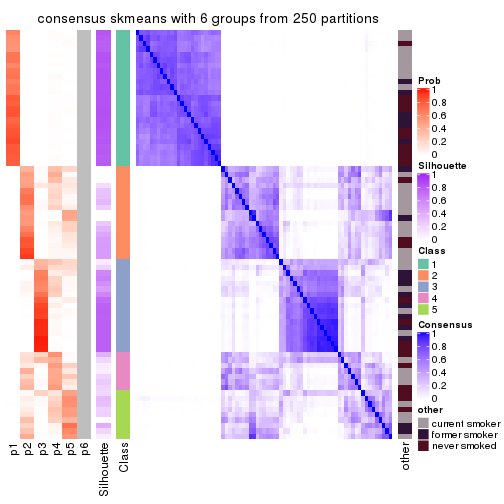 consensus skmeans with 6 groups from 250 partitions
Prob
1
0.8
0.6
0.4
0.2
0
Silhouette
1
0.8
0.6
0.4
0.2
0
Class
1
2
3
4
5
Consensus
1
0.8
0.6
0.4
0.2
0
other
current smoker
former smoker
never smoked
p1
p2
p3
p4
p5
p6
Silhouette
Class
other